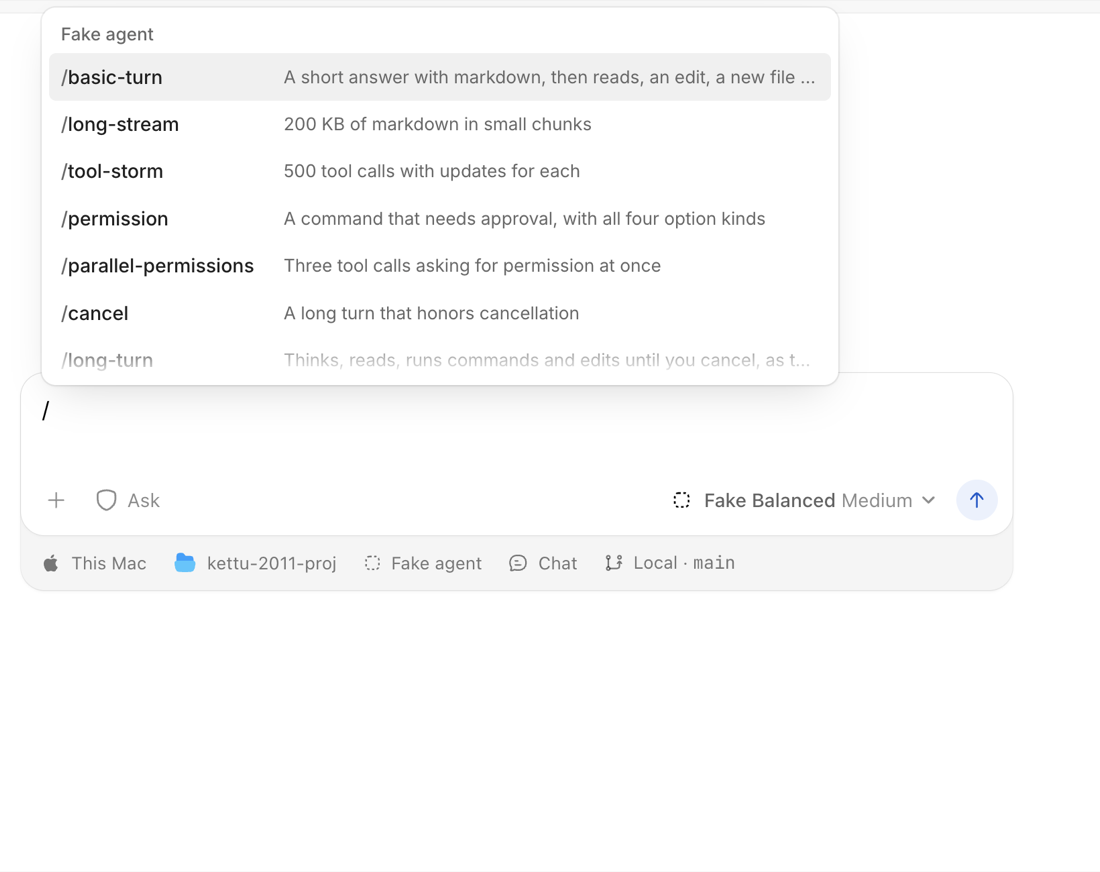 Fake agent
/basic-turn A short answer with markdown, then reads, an edit, a new file ...
/long-stream 200 KB of markdown in small chunks
/tool-storm 500 tool calls with updates for each
/permission A command that needs approval, with all four option kinds
/parallel-permissions Three tool calls asking for permission at once
/cancel A long turn that honors cancellation
/long-turn Thinks, reads, runs commands and edits until you cancel, as t...
/
Ask Fake Balanced Medium
This Mac kettu-2011-proj Fake agent Chat Local · main